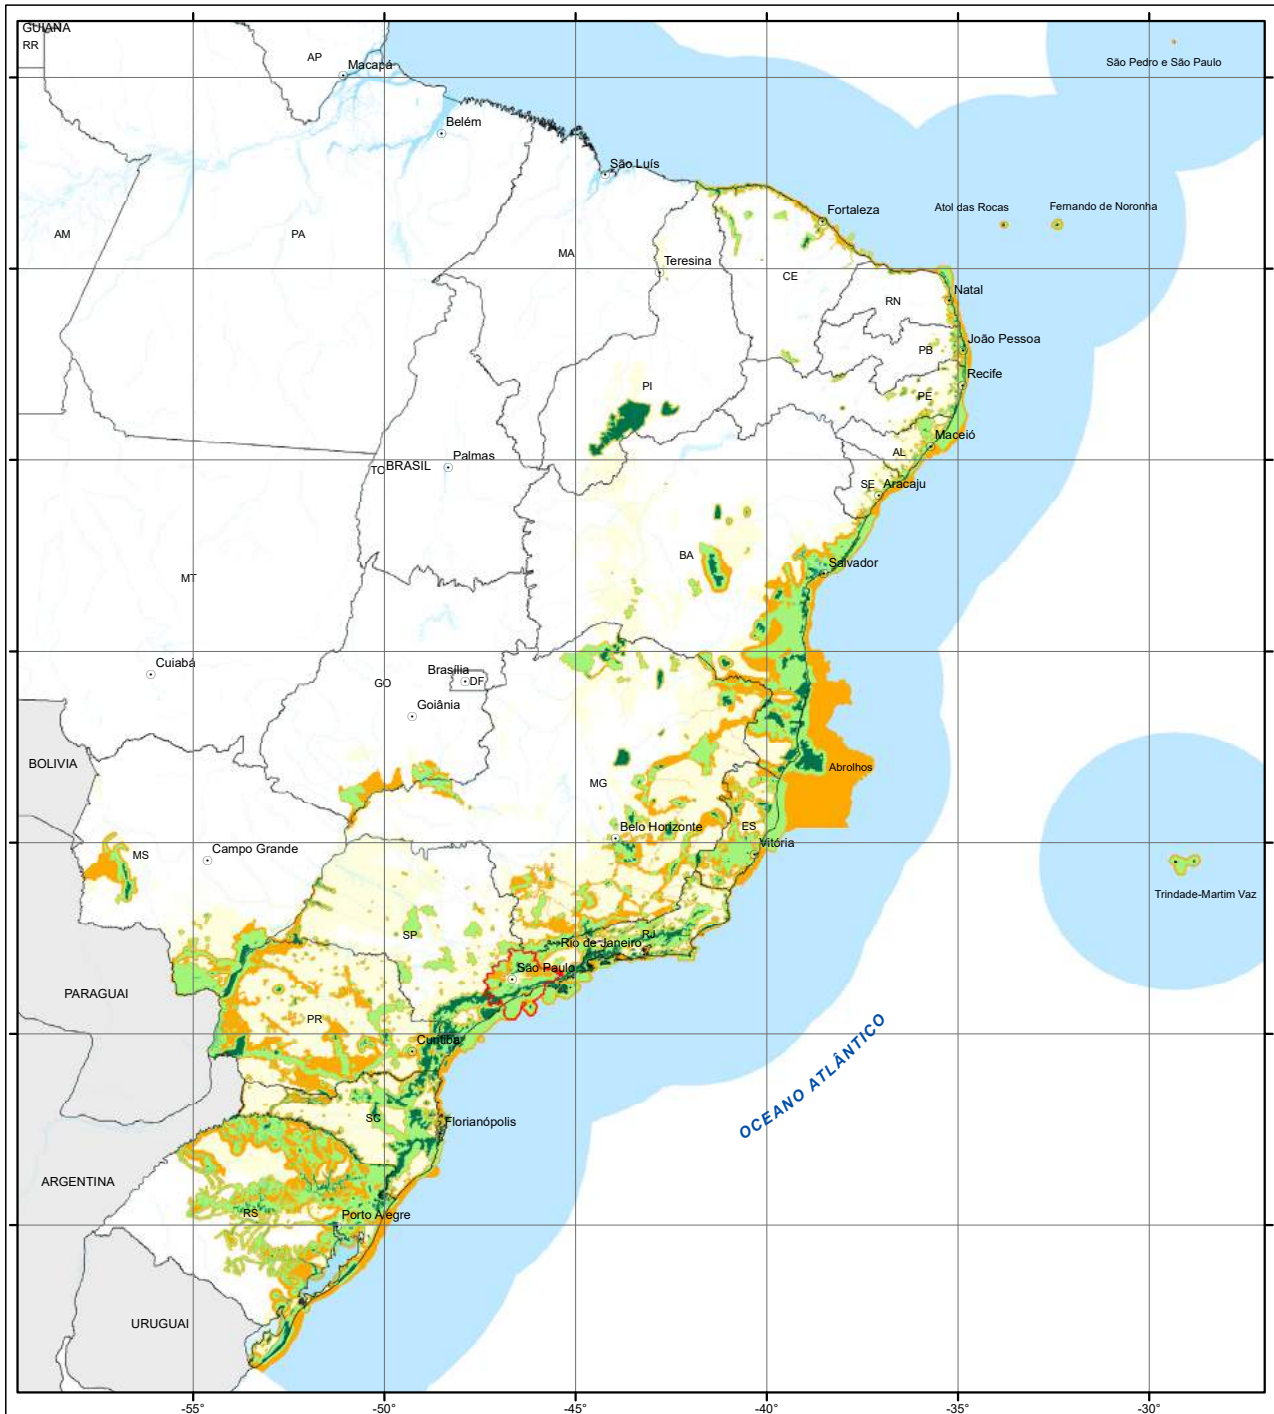 GUIANA
RR
AP
Macapá
São Pedro e São Paulo
Belém
São Luís
Fortaleza
Atol das Rocas
Fernando de Noronha
AM
PA
MA
Teresina
CE
RN
Natal
João Pessoa
PB
Recife
PI
PE
Maceió
AL
TO
BRASIL
Palmas
SE
Aracaju
BA
Salvador
MT
Cuiabá
Brasília
DF
GO
Goiânia
BOLIVIA
Abrolhos
MG
Belo Horizonte
ES
Vitória
MS
Campo Grande
Trindade-Martim Vaz
SP
RJ
Rio de Janeiro
São Paulo
PARAGUAI
PR
Curitiba
OCEANO ATLÂNTICO
SC
Florianópolis
ARGENTINA
RS
Porto Alegre
URUGUAI
-55°
-50°
-45°
-40°
-35°
-30°